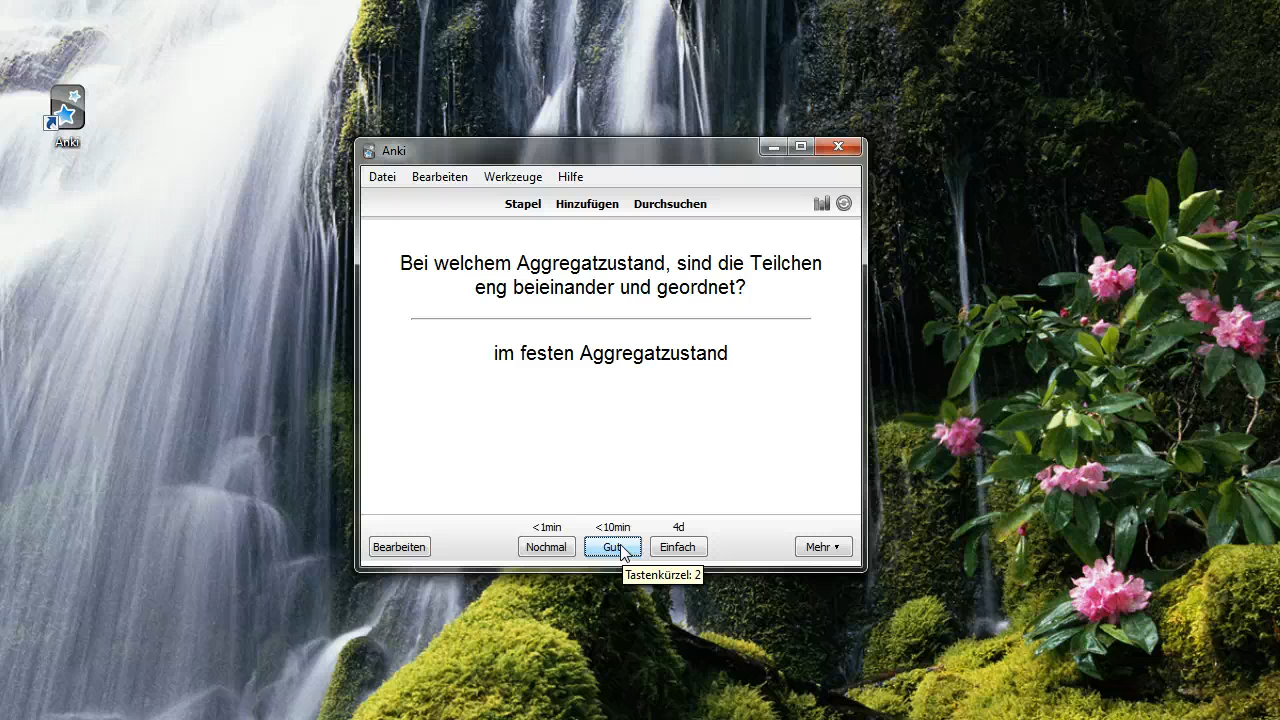 Anki
Anki
Datei Bearbeiten Werkzeuge Hilfe
Stapel Hinzufügen Durchsuchen
Bei welchem Aggregatzustand, sind die Teilchen
eng beieinander und geordnet?
im festen Aggregatzustand
<1min <10min 4d
Bearbeiten Nochmal Gut Einfach Mehr
Tastenkürzel: 2